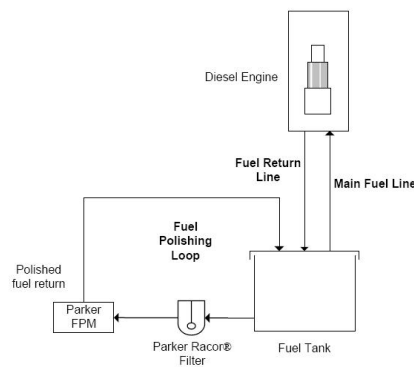 Diesel Engine
Fuel Return
Line
Main Fuel Line
Fuel
Polishing
Loop
Polished
fuel return
Parker
FPM
Parker Racor®
Filter
Fuel Tank